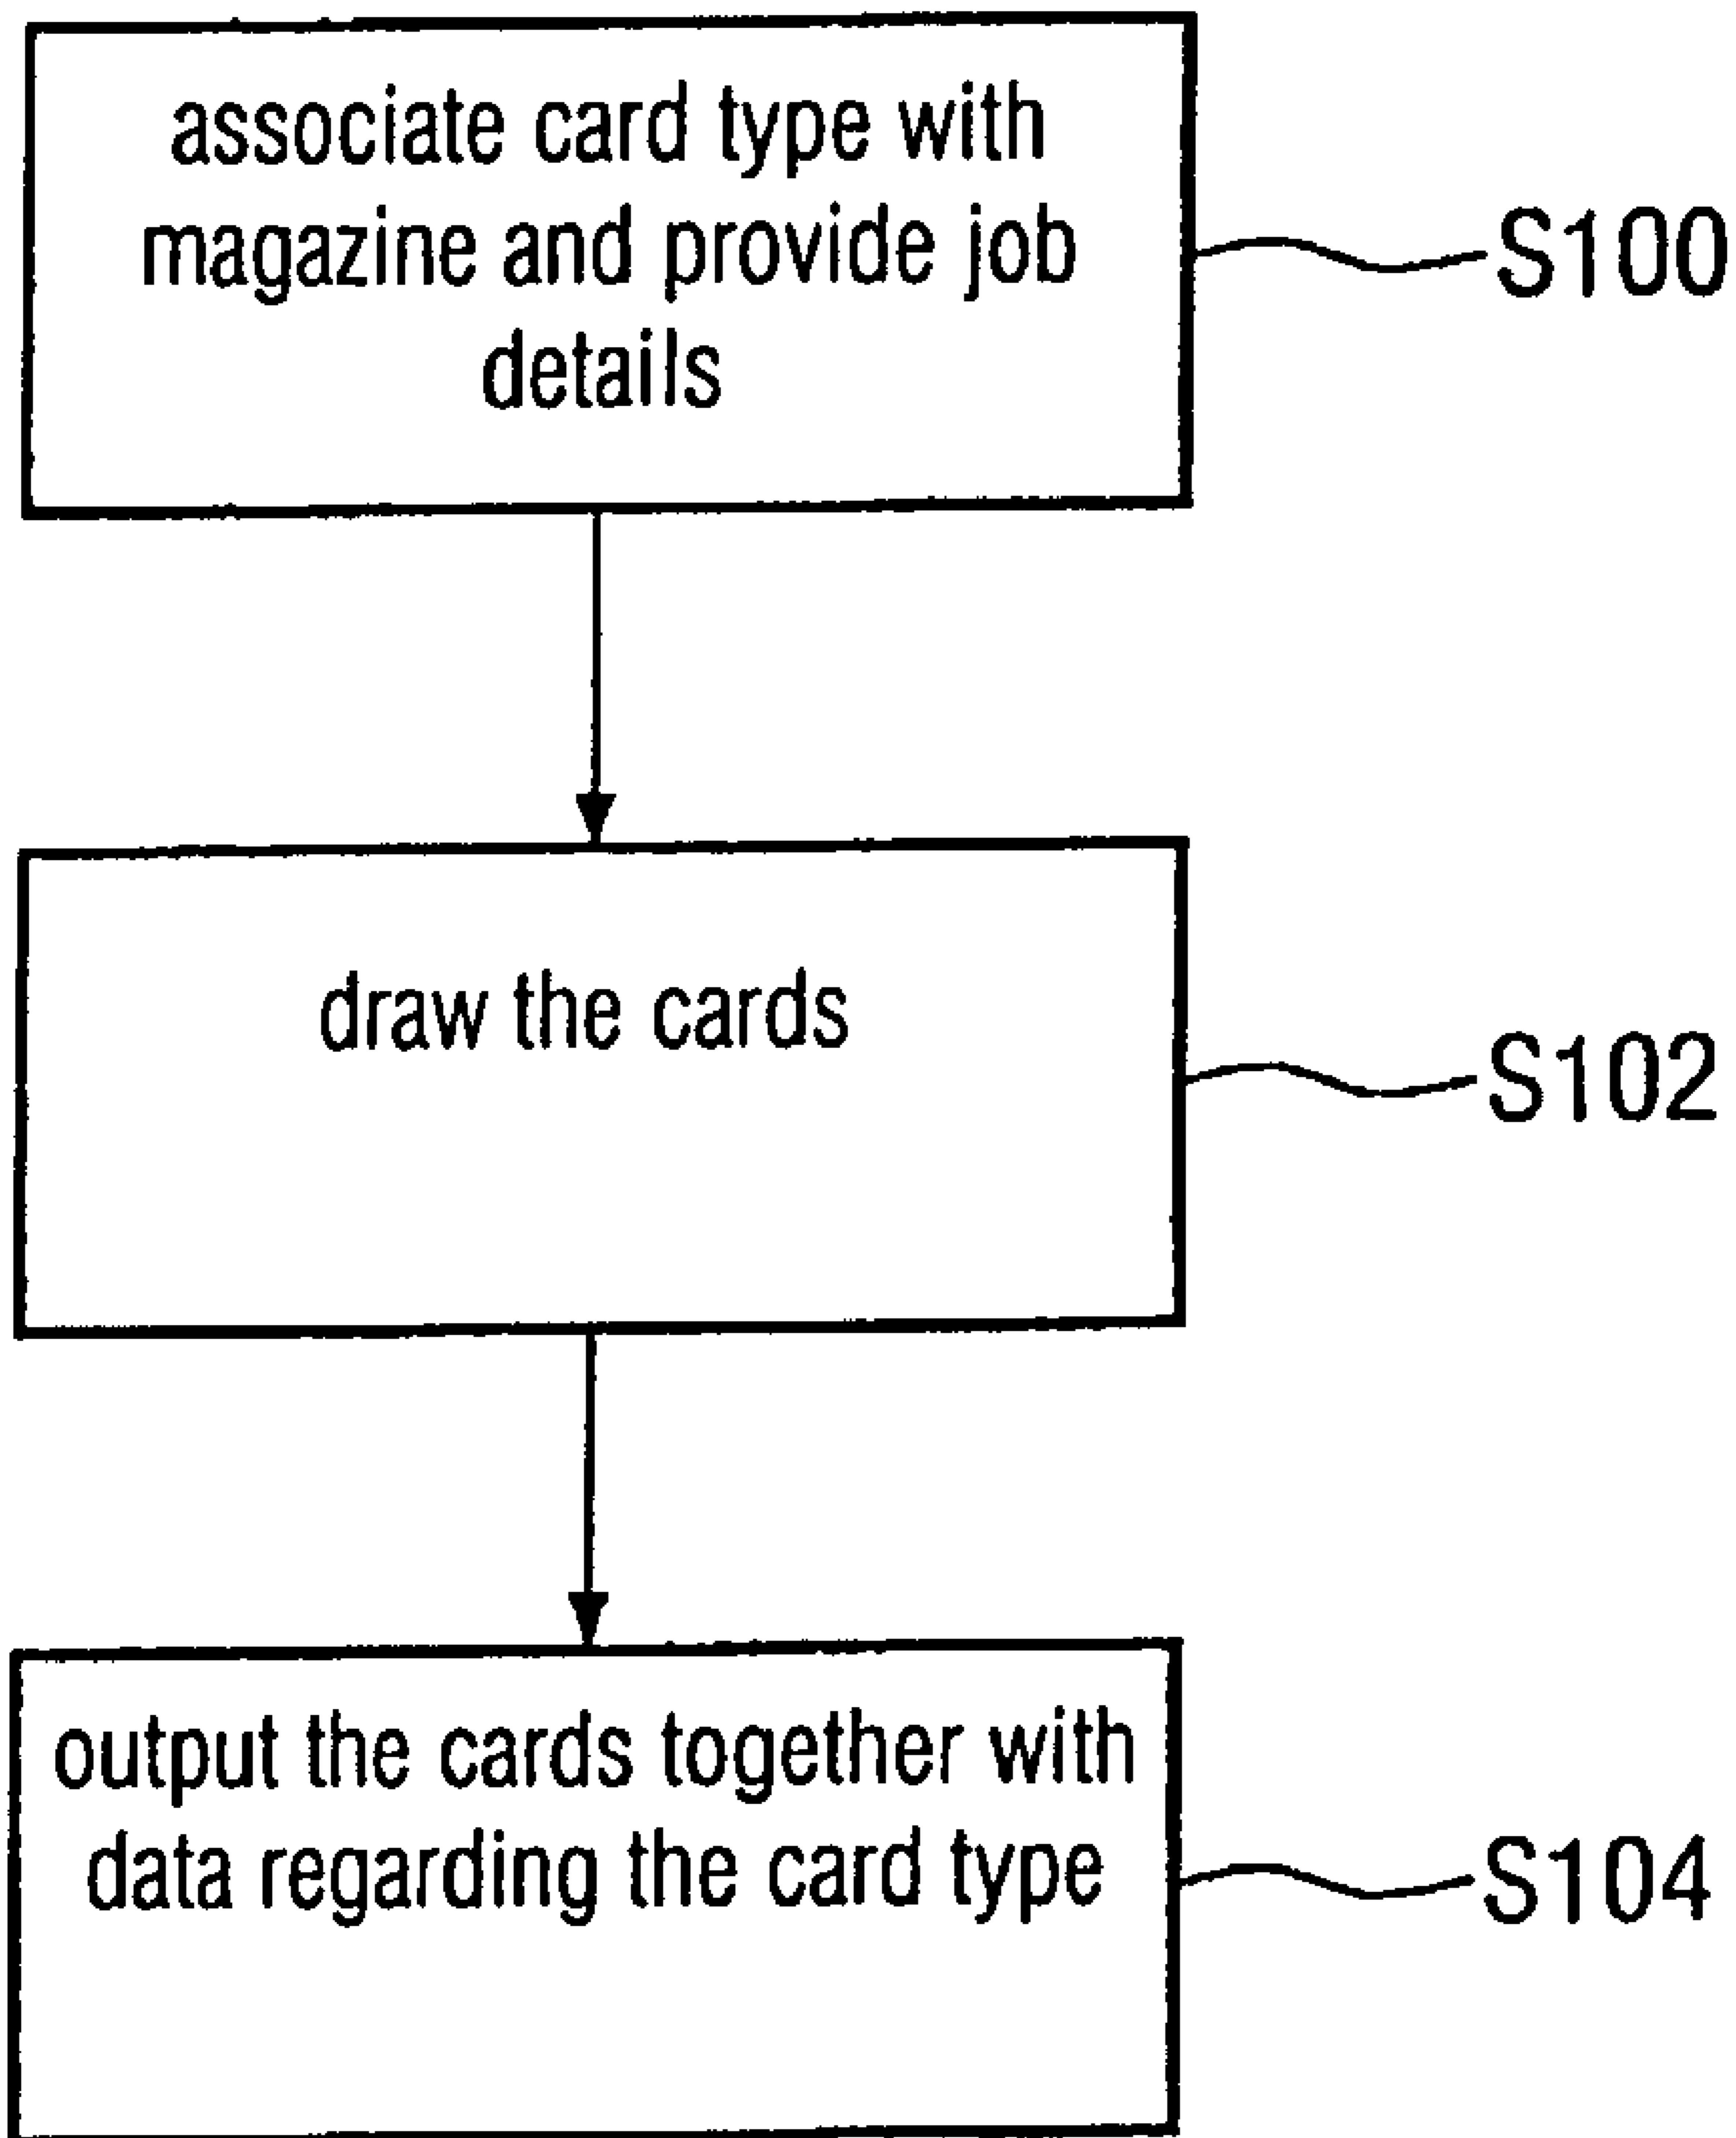 associate card type with
magazine and provide job
details
S100
draw the cards
S102
output the cards together with
data regarding the card type
S104